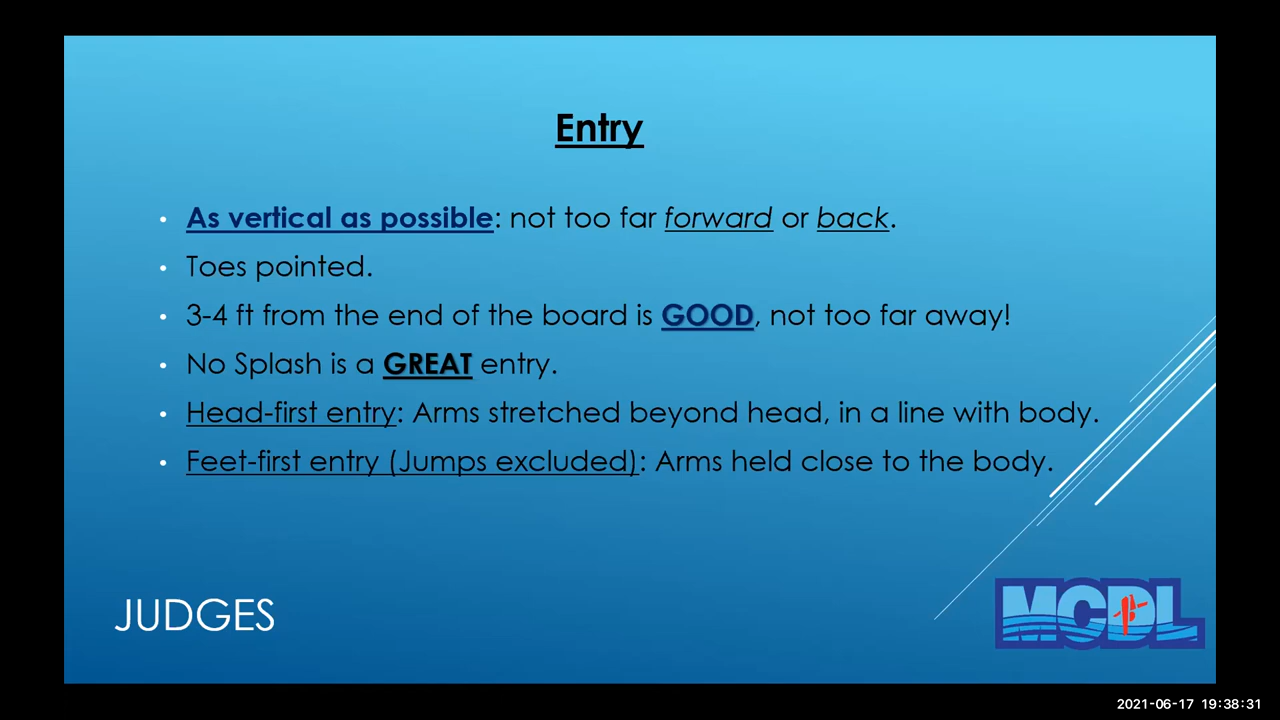 Entry
• As vertical as possible: not too far forward or back.
• Toes pointed.
• 3-4 ft from the end of the board is GOOD, not too far away!
• No Splash is a GREAT entry.
• Head-first entry: Arms stretched beyond head, in a line with body.
• Feet-first entry (Jumps excluded): Arms held close to the body.
JUDGES
MCDL
2021-06-17 19:38:31